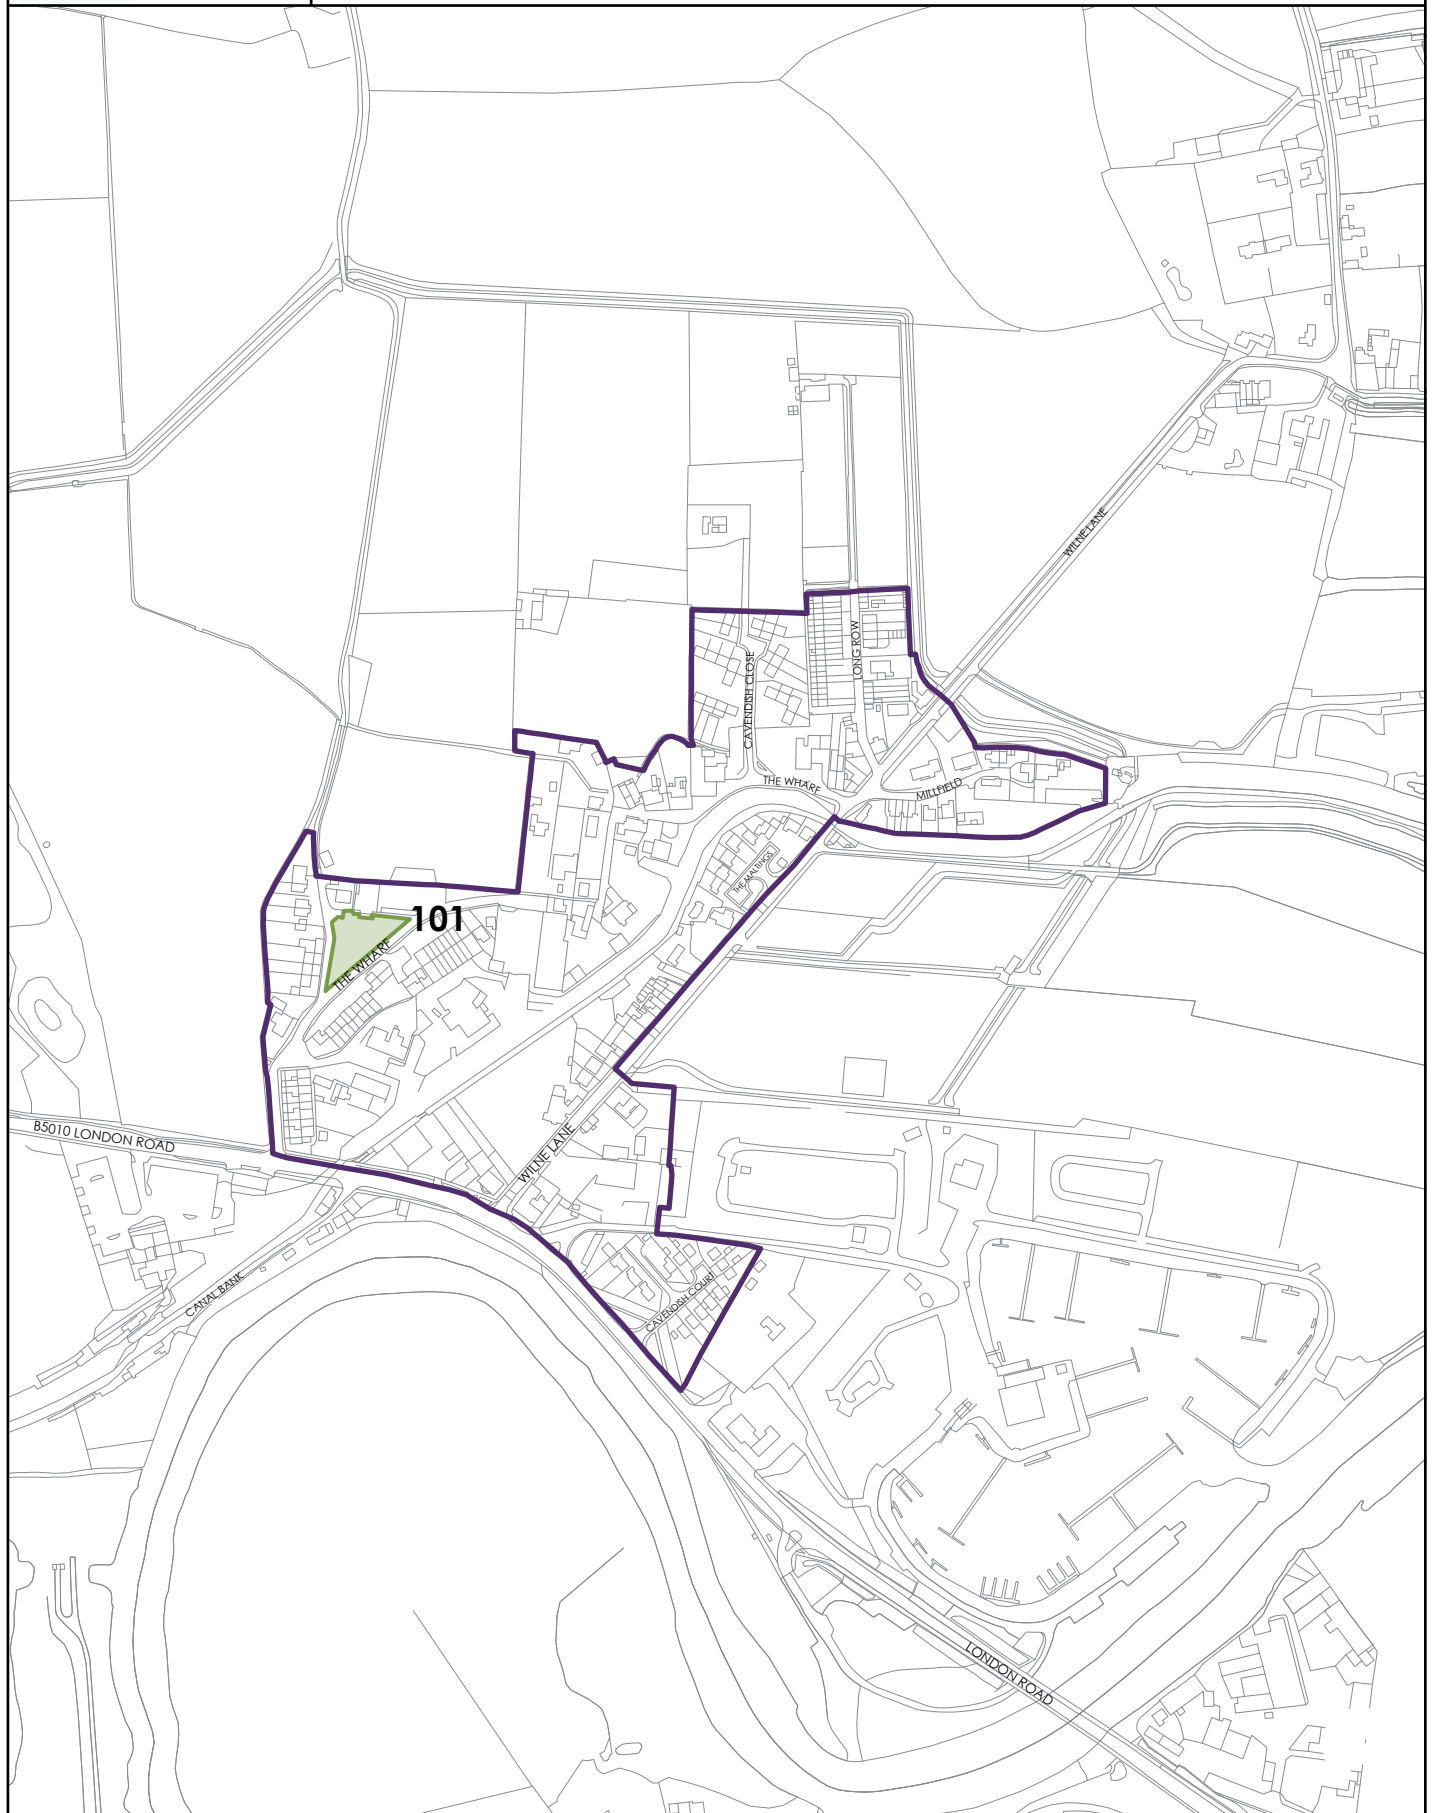 WILNE LANE
LONG ROW
CAVENDISH CLOSE
THE WHARF
MILLFIELD
THE MALTINGS
101
THE WHARF
B5010 LONDON ROAD
WILNE LANE
CANAL BANK
CAVENDISH COURT
LONDON ROAD